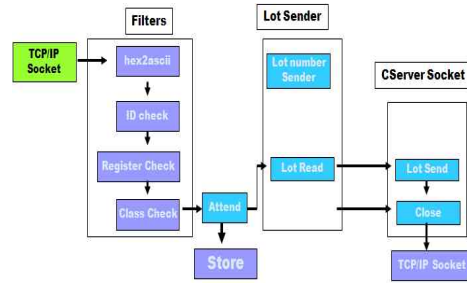 Filters
Lot Sender
TCP/IP
Socket
hex2ascii
Lot number
Sender
CServer Socket
ID check
Register Check
Lot Read
Lot Send
Class Check
Attend
Close
Store
TCP/IP Socket